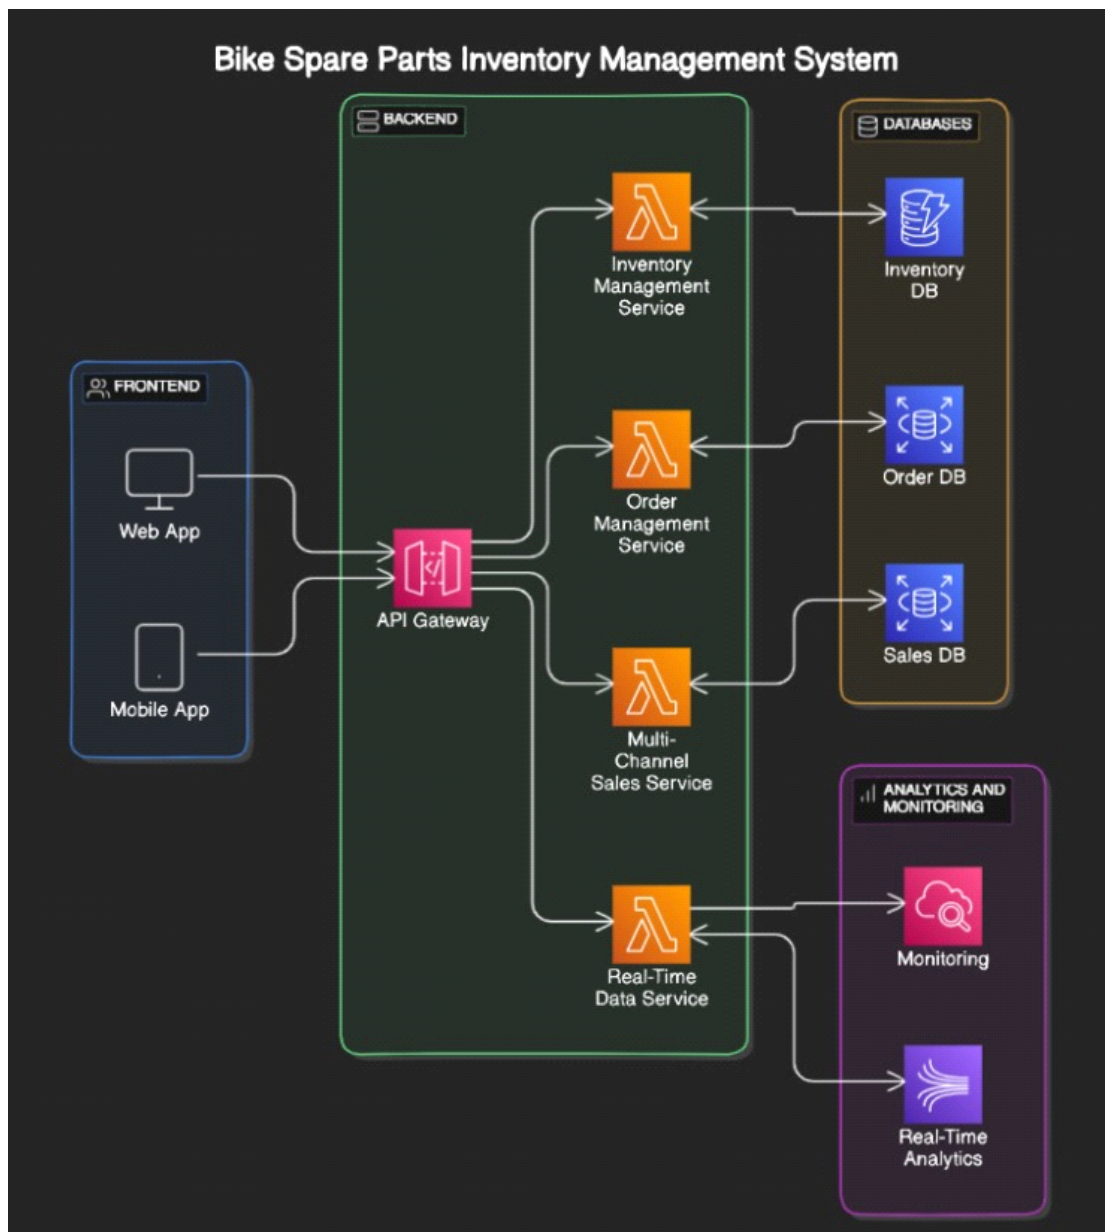 Bike Spare Parts Inventory Management System
BACKEND
DATABASES
Inventory
Management
Service
Inventory
DB
FRONTEND
Web App
Mobile App
API Gateway
Order
Management
Service
Order DB
Multi-
Channel
Sales Service
Sales DB
ANALYTICS AND
MONITORING
Real-Time
Data Service
Monitoring
Real-Time
Analytics